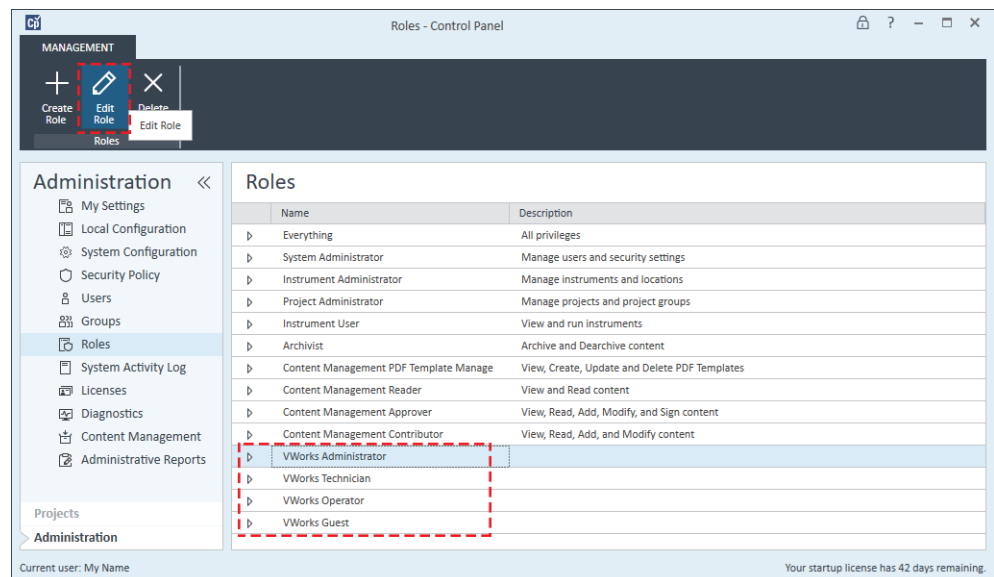 Cp
Roles - Control Panel
?
MANAGEMENT
Create Role
Edit Role
Delete
Edit Role
Roles
Administration
My Settings
Local Configuration
System Configuration
Security Policy
Users
Groups
Roles
System Activity Log
Licenses
Diagnostics
Content Management
Administrative Reports
Projects
Administration
Roles
Name Description
Everything All privileges
System Administrator Manage users and security settings
Instrument Administrator Manage instruments and locations
Project Administrator Manage projects and project groups
Instrument User View and run instruments
Archivist Archive and Dearchive content
Content Management PDF Template Manage View, Create, Update and Delete PDF Templates
Content Management Reader View and Read content
Content Management Approver View, Read, Add, Modify, and Sign content
Content Management Contributor View, Read, Add, and Modify content
VWorks Administrator
VWorks Technician
VWorks Operator
VWorks Guest
Current user: My Name
Your startup license has 42 days remaining.